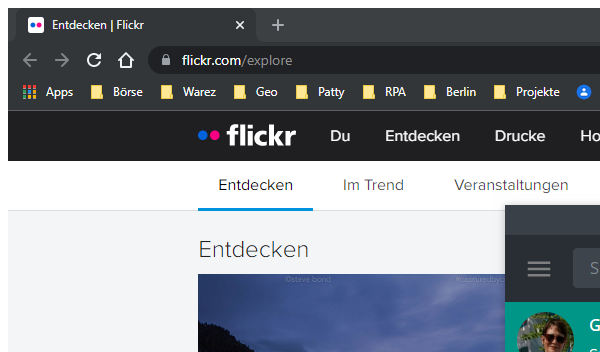 Entdecken | Flickr
flickr.com/explore
Apps Börse Warez Geo Patty RPA Berlin Projekte
flickr Du Entdecken Drucke Ho
Entdecken Im Trend Veranstaltungen
Entdecken
©steve bond
S
G